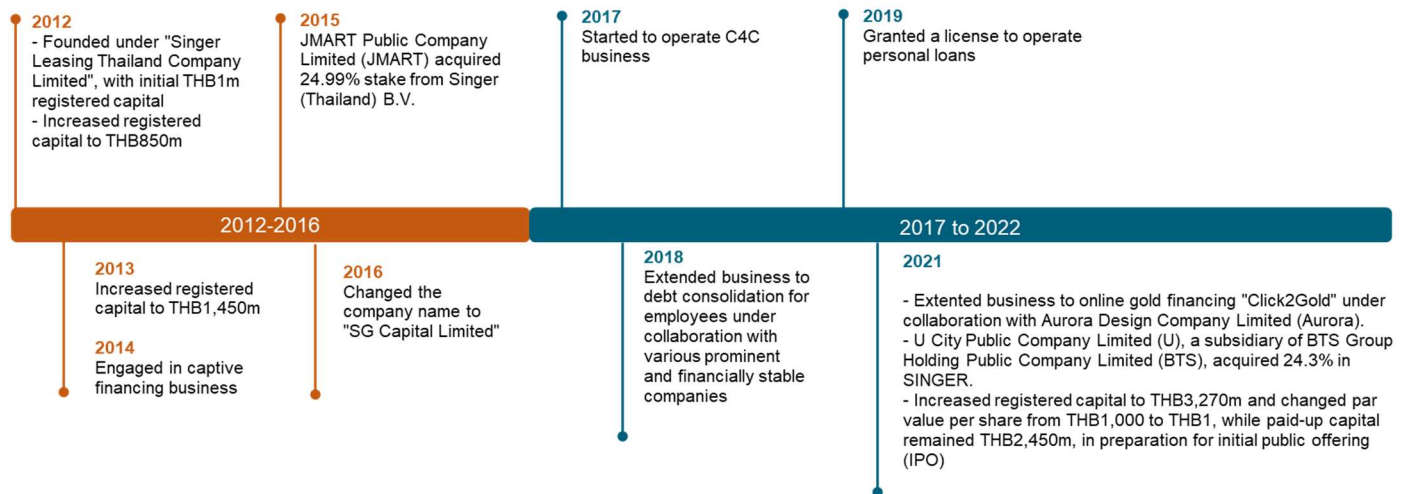 2012
- Founded under "Singer
Leasing Thailand Company
Limited", with initial THB1m
registered capital
- Increased registered
capital to THB850m
2015
JMART Public Company
Limited (JMART) acquired
24.99% stake from Singer
(Thailand) B.V.
2017
Started to operate C4C
business
2019
Granted a license to operate
personal loans
2012-2016
2017 to 2022
2013
Increased registered
capital to THB1,450m
2014
Engaged in captive
financing business
2016
Changed the
company name to
"SG Capital Limited"
2018
Extended business to
debt consolidation for
employees under
collaboration with
various prominent
and financially stable
companies
2021
- Extented business to online gold financing "Click2Gold" under
collaboration with Aurora Design Company Limited (Aurora).
- U City Public Company Limited (U), a subsidiary of BTS Group
Holding Public Company Limited (BTS), acquired 24.3% in
SINGER.
- Increased registered capital to THB3,270m and changed par
value per share from THB1,000 to THB1, while paid-up capital
remained THB2,450m, in preparation for initial public offering
(IPO)